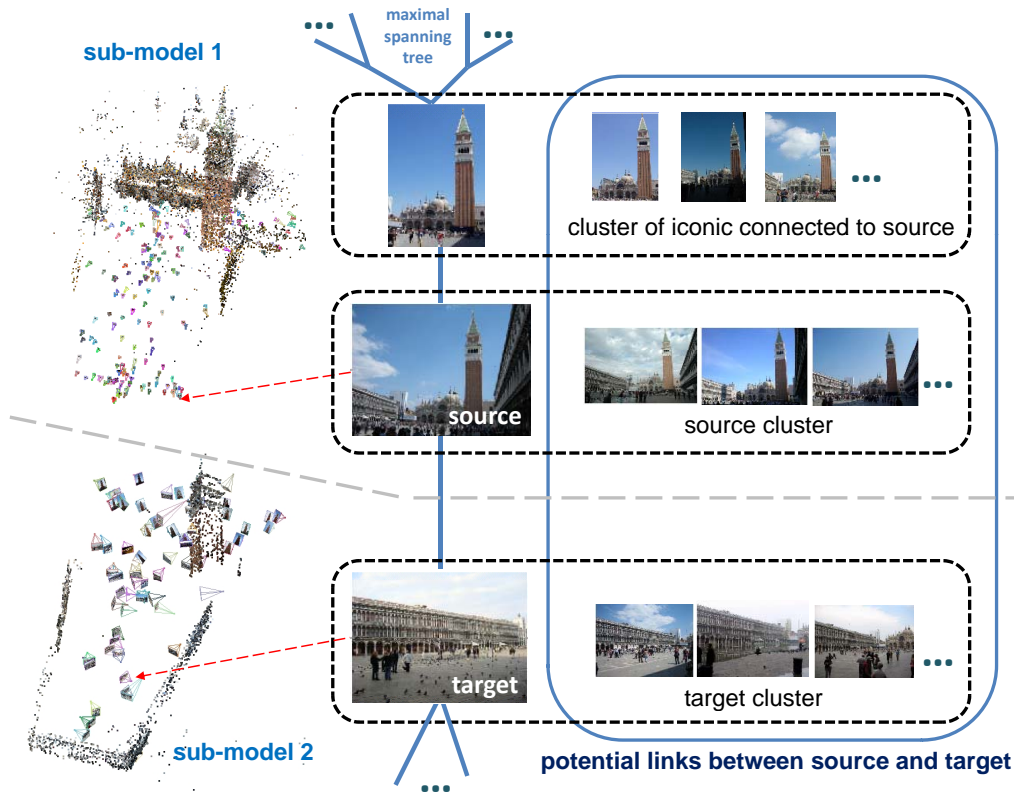 maximal
spanning
tree
...
...
sub-model 1
...
cluster of iconic connected to source
source
...
source cluster
target
...
target cluster
sub-model 2
potential links between source and target
...